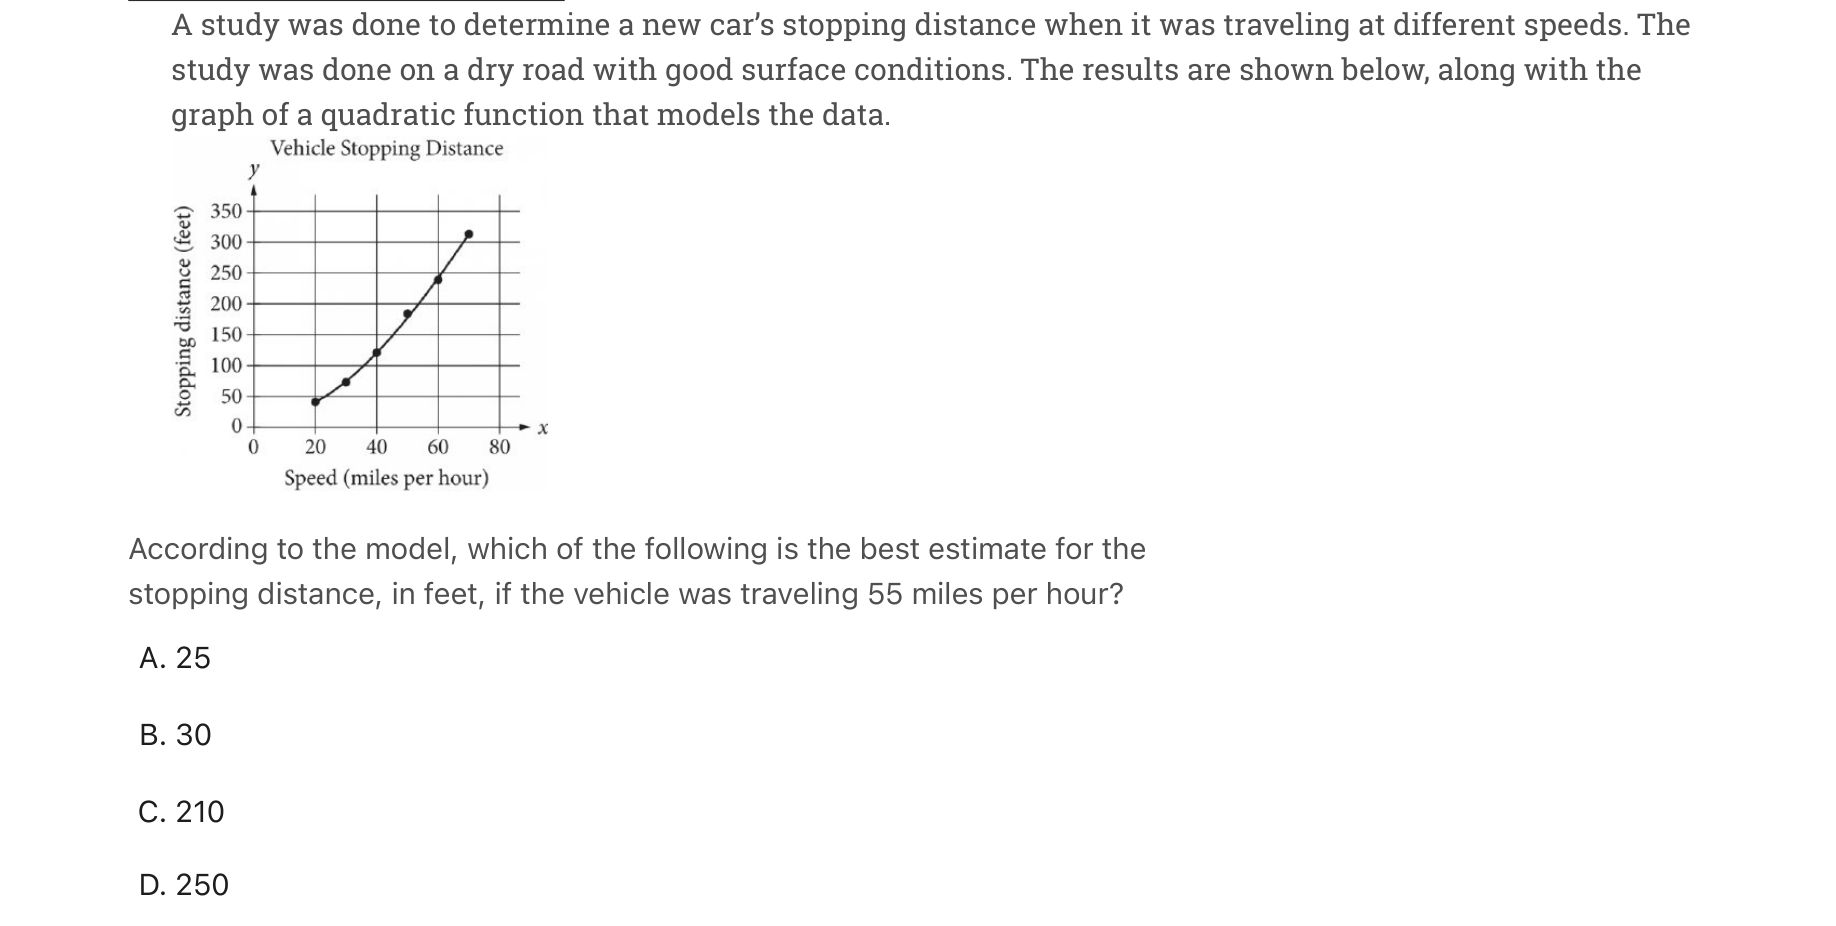 A study was done to determine a new car’s stopping distance when it was traveling at different speeds. The
study was done on a dry road with good surface conditions. The results are shown below, along with the
graph of a quadratic function that models the data.
Vehicle Stopping Distance
y
Stopping distance (feet)
350
300
250
200
150
100
50
0
x
0 20 40 60 80
Speed (miles per hour)
According to the model, which of the following is the best estimate for the
stopping distance, in feet, if the vehicle was traveling 55 miles per hour?
A. 25
B. 30
C. 210
D. 250